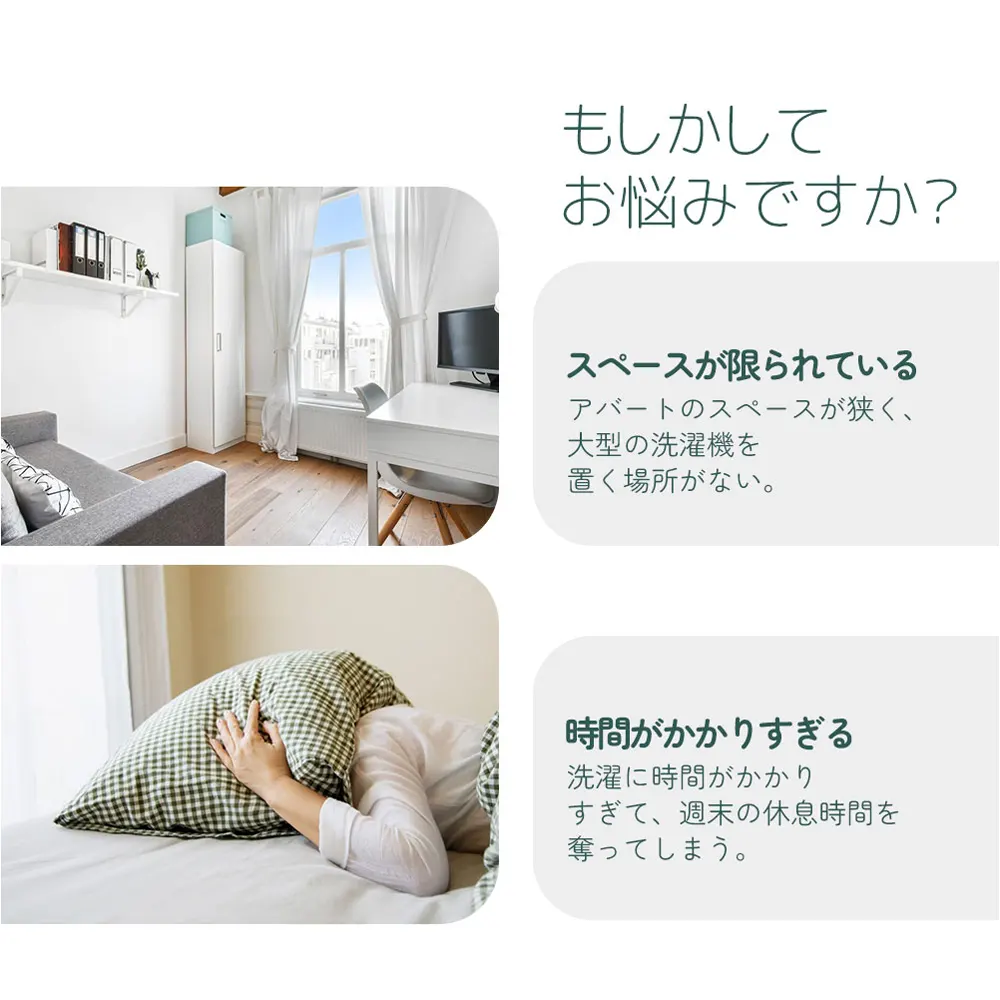 もしかして
お悩みですか？
スペースが限られている
アパートのスペースが狭く、
大型の洗濯機を
置く場所がない。
時間がかかりすぎる
洗濯に時間がかかり
すぎて、週末の休息時間を
奪ってしまう。